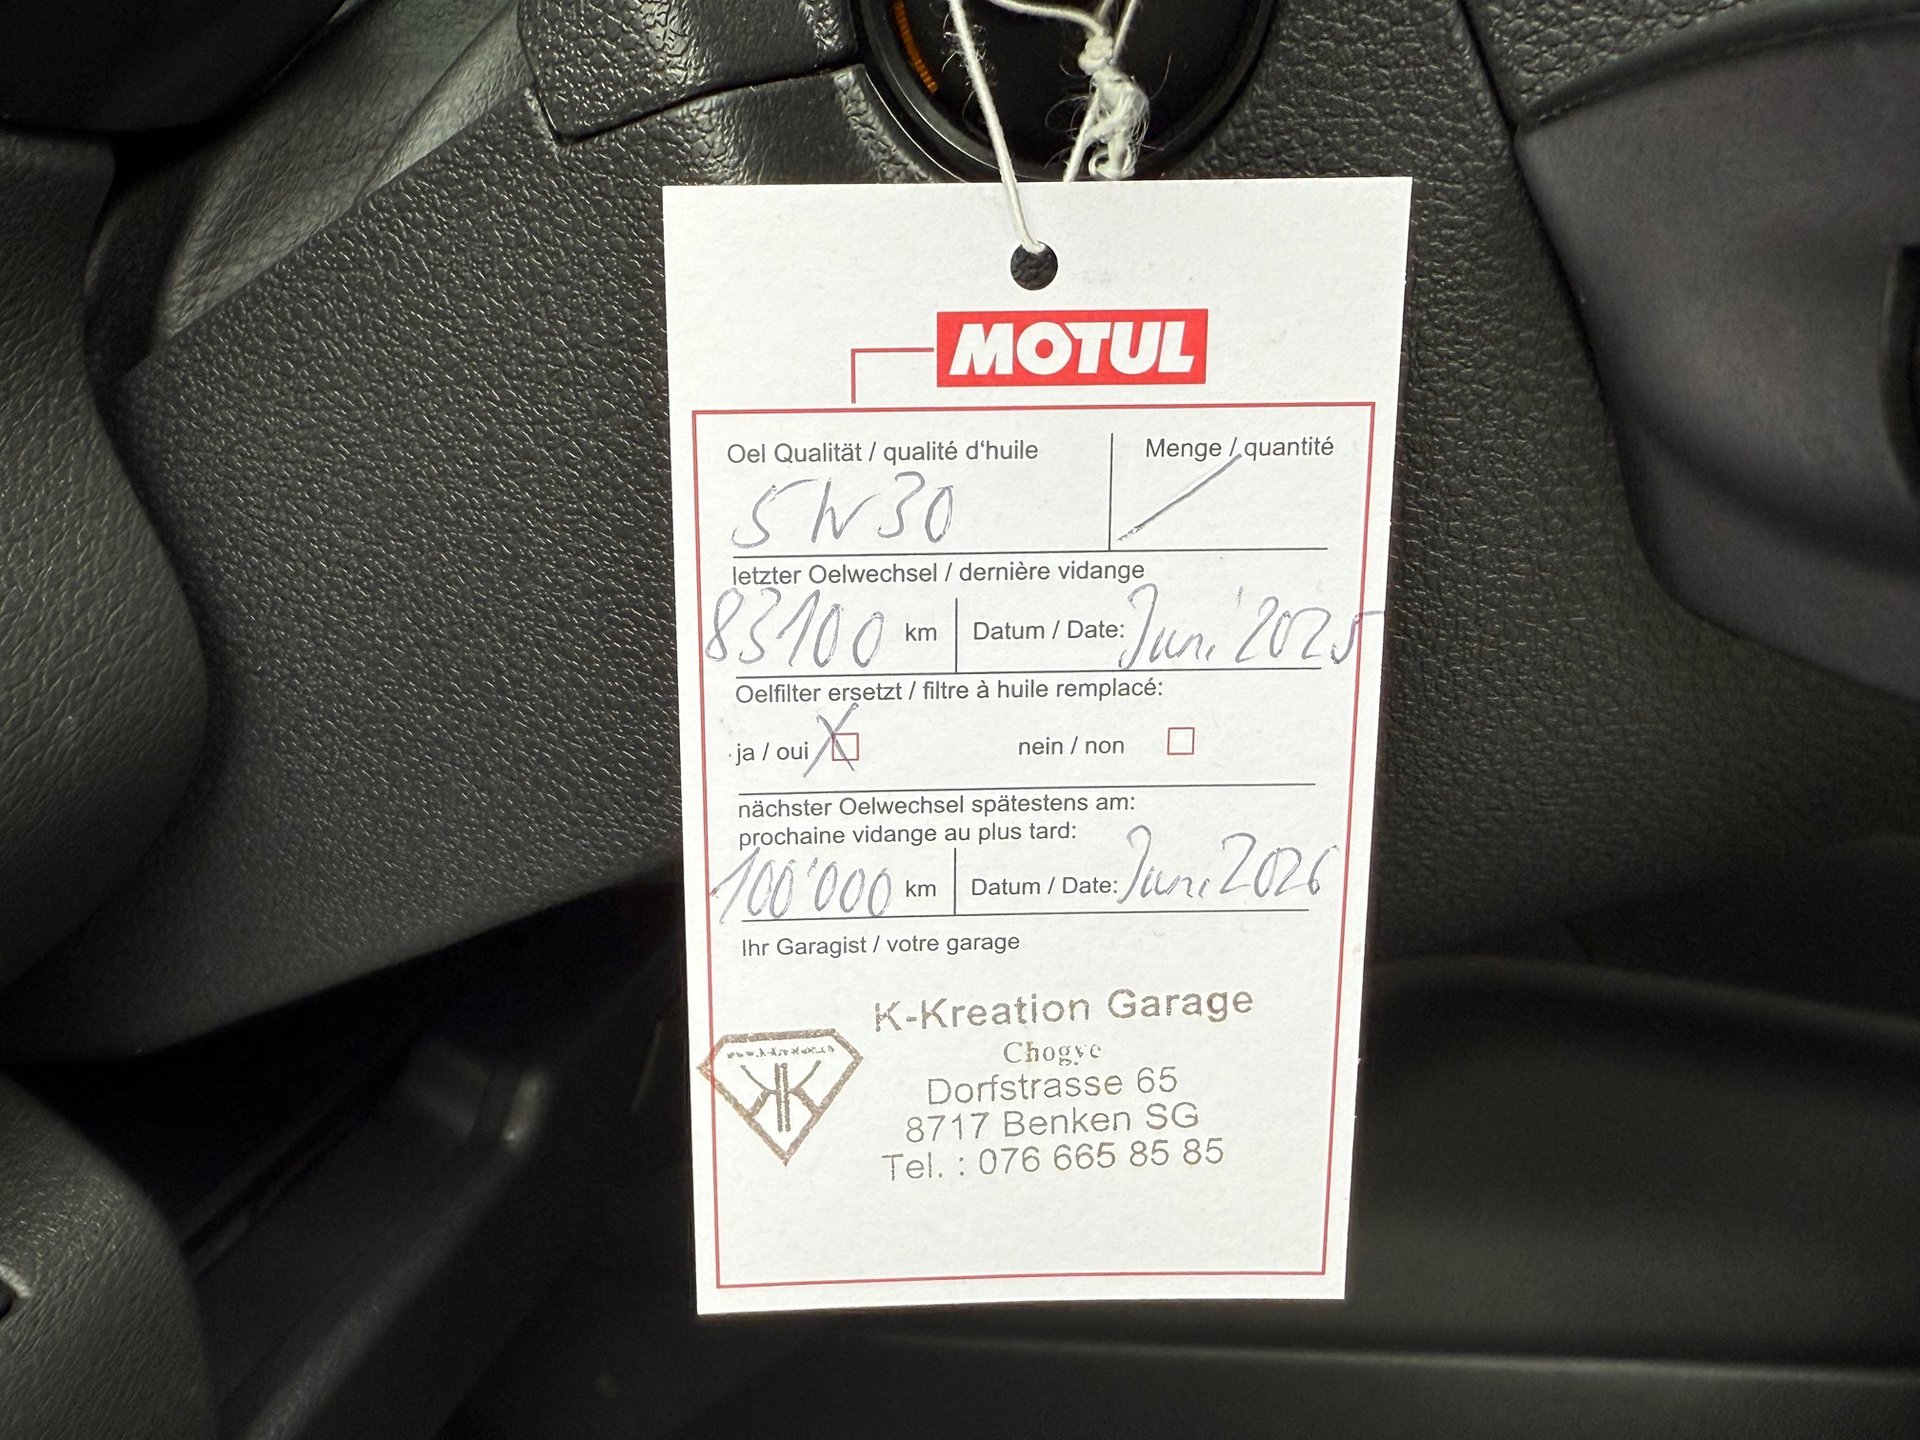 MOTUL
Oel Qualität / qualité d'huile
Menge / quantité
5W30
letzter Oelwechsel / dernière vidange
83100 km
Datum / Date: Juni '2025
Oelfilter ersetzt / filtre à huile remplacé:
ja / oui X
nein / non
nächster Oelwechsel spätestens am:
prochaine vidange au plus tard:
100'000 km
Datum / Date: Juni 2026
Ihr Garagist / votre garage
K-Kreation Garage
Chogye
Dorfstrasse 65
8717 Benken SG
Tel. : 076 665 85 85
KK